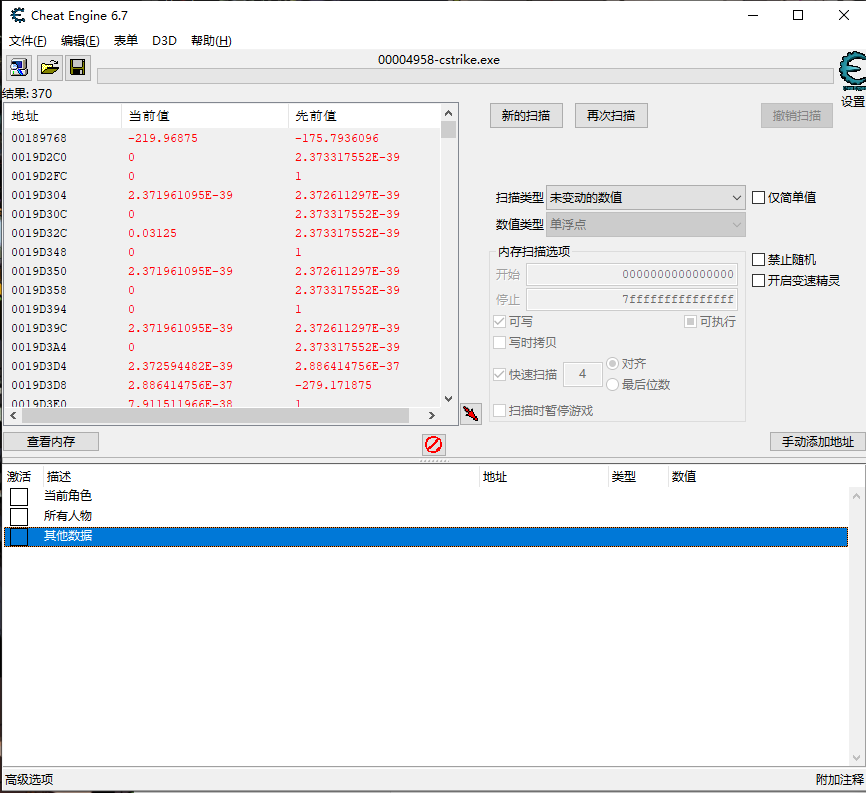 Cheat Engine 6.7
文件(F) 编辑(E) 表单 D3D 帮助(H)
00004958-cstrike.exe
设置
结果: 370
地址 当前值 先前值
00189768 -219.96875 -175.7936096
0019D2C0 0 2.373317552E-39
0019D2FC 0 1
0019D304 2.371961095E-39 2.372611297E-39
0019D30C 0 2.373317552E-39
0019D32C 0.03125 2.373317552E-39
0019D348 0 1
0019D350 2.371961095E-39 2.372611297E-39
0019D358 0 2.373317552E-39
0019D394 0 1
0019D39C 2.371961095E-39 2.372611297E-39
0019D3A4 0 2.373317552E-39
0019D3D4 2.372594482E-39 2.886414756E-37
0019D3D8 2.886414756E-37 -279.171875
0019D3E0 7.911511966E-38 1
新的扫描 再次扫描 撤销扫描
扫描类型 未变动的数值 仅简单值
数值类型 单浮点
内存扫描选项
开始 0000000000000000
停止 7fffffffffffffff
可写 可执行
写时拷贝
快速扫描 4 对齐
最后位数
扫描时暂停游戏
禁止随机
开启变速精灵
查看内存 手动添加地址
激活 描述 地址 类型 数值
当前角色
所有人物
其他数据
高级选项 附加注释